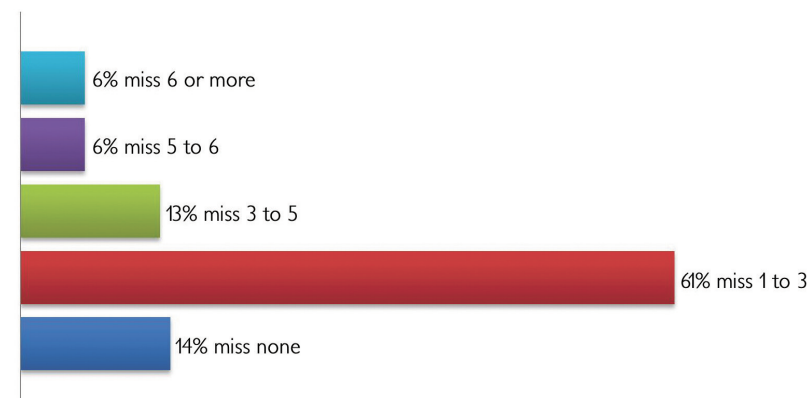 6% miss 6 or more
6% miss 5 to 6
13% miss 3 to 5
61% miss 1 to 3
14% miss none